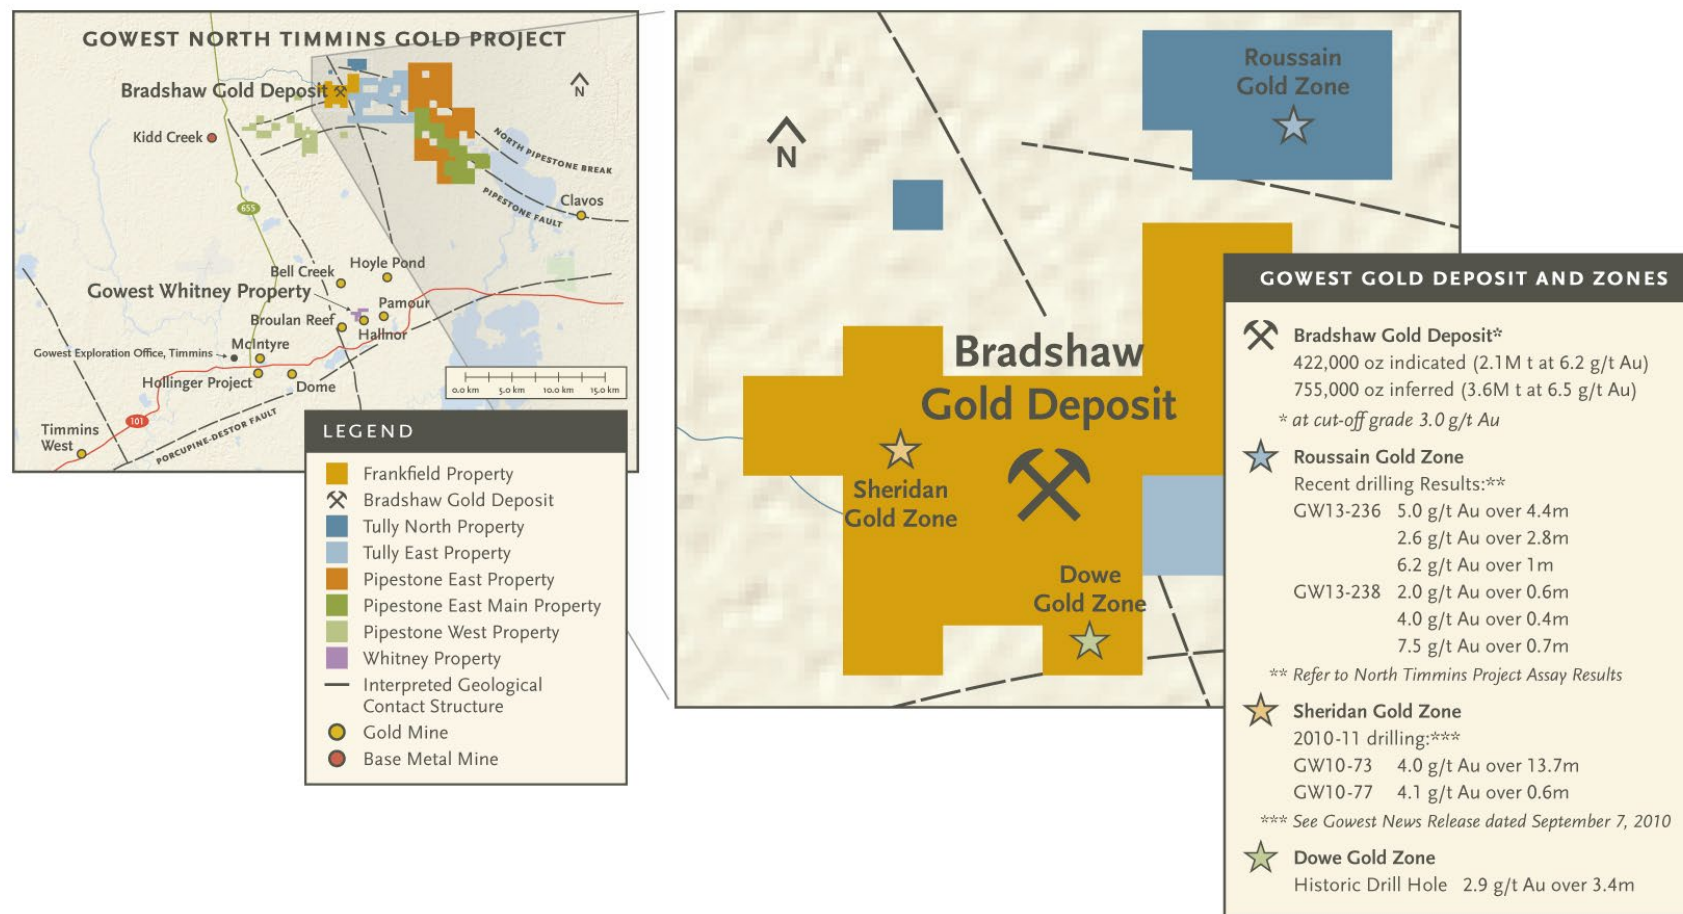 GOWEST NORTH TIMMINS GOLD PROJECT
Bradshaw Gold Deposit
N
Kidd Creek
NORTH PIPESTONE BREAK
PIPESTONE FAULT
Clavos
655
Bell Creek
Hoyle Pond
Gowest Whitney Property
Pamour
Broulan Reef
Hallnor
McIntyre
Gowest Exploration Office, Timmins
Hollinger Project
Dome
0.0 km 5.0 km 10.0 km 15.0 km
101
Timmins
West
PORCUPINE-DESTOR FAULT
LEGEND
Frankfield Property
Bradshaw Gold Deposit
Tully North Property
Tully East Property
Pipestone East Property
Pipestone East Main Property
Pipestone West Property
Whitney Property
Interpreted Geological
Contact Structure
Gold Mine
Base Metal Mine
Roussain
Gold Zone
N
Bradshaw
Gold Deposit
Sheridan
Gold Zone
Dowe
Gold Zone
GOWEST GOLD DEPOSIT AND ZONES
Bradshaw Gold Deposit*
422,000 oz indicated (2.1M t at 6.2 g/t Au)
755,000 oz inferred (3.6M t at 6.5 g/t Au)
* at cut-off grade 3.0 g/t Au
Roussain Gold Zone
Recent drilling Results:**
GW13-236 5.0 g/t Au over 4.4m
2.6 g/t Au over 2.8m
6.2 g/t Au over 1m
GW13-238 2.0 g/t Au over 0.6m
4.0 g/t Au over 0.4m
7.5 g/t Au over 0.7m
** Refer to North Timmins Project Assay Results
Sheridan Gold Zone
2010-11 drilling:***
GW10-73 4.0 g/t Au over 13.7m
GW10-77 4.1 g/t Au over 0.6m
*** See Gowest News Release dated September 7, 2010
Dowe Gold Zone
Historic Drill Hole 2.9 g/t Au over 3.4m